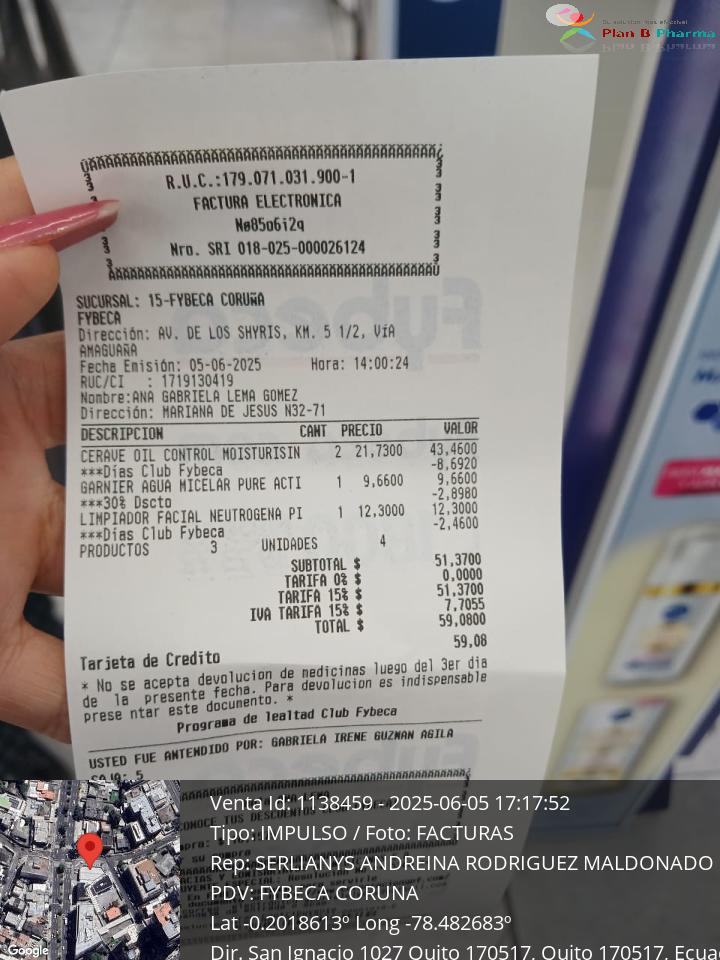 Su solución más efectiva!
Plan B Pharma
R.U.C.:179.071.031.900-1
FACTURA ELECTRONICA
Nø85o6i2q
Nro. SRI 018-025-000026124
SUCURSAL: 15-FYBECA CORUñA
FYBECA
Dirección: AV. DE LOS SHYRIS, KM. 5 1/2, VíA
AMAGUAñA
Fecha Emisión: 05-06-2025 Hora: 14:00:24
RUC/CI : 1719130419
Nombre:ANA GABRIELA LEMA GOMEZ
Dirección: MARIANA DE JESUS N32-71
DESCRIPCION CANT PRECIO VALOR
CERAVE OIL CONTROL MOISTURISIN 2 21,7300 43,4600
***Días Club Fybeca -8,6920
GARNIER AGUA MICELAR PURE ACTI 1 9,6600 9,6600
***30% Dscto -2,8980
LIMPIADOR FACIAL NEUTROGENA PI 1 12,3000 12,3000
***Días Club Fybeca -2,4600
PRODUCTOS 3 UNIDADES 4
SUBTOTAL $ 51,3700
TARIFA 0% $ 0,0000
TARIFA 15% $ 51,3700
IVA TARIFA 15% $ 7,7055
TOTAL $ 59,0800
59,08
Tarjeta de Credito
* No se acepta devolucion de medicinas luego del 3er dia
de la presente fecha. Para devolucion es indispensable
prese ntar este documento. *
Programa de lealtad Club Fybeca
USTED FUE ANTENDIDO POR: GABRIELA IRENE GUZMAN AGILA
CAJA: 5
Venta Id: 1138459 - 2025-06-05 17:17:52
Tipo: IMPULSO / Foto: FACTURAS
Rep: SERLIANYS ANDREINA RODRIGUEZ MALDONADO
PDV: FYBECA CORUNA
Lat -0.2018613º Long -78.482683º
Dir. San Ignacio 1027 Quito 170517, Quito 170517, Ecua
Google